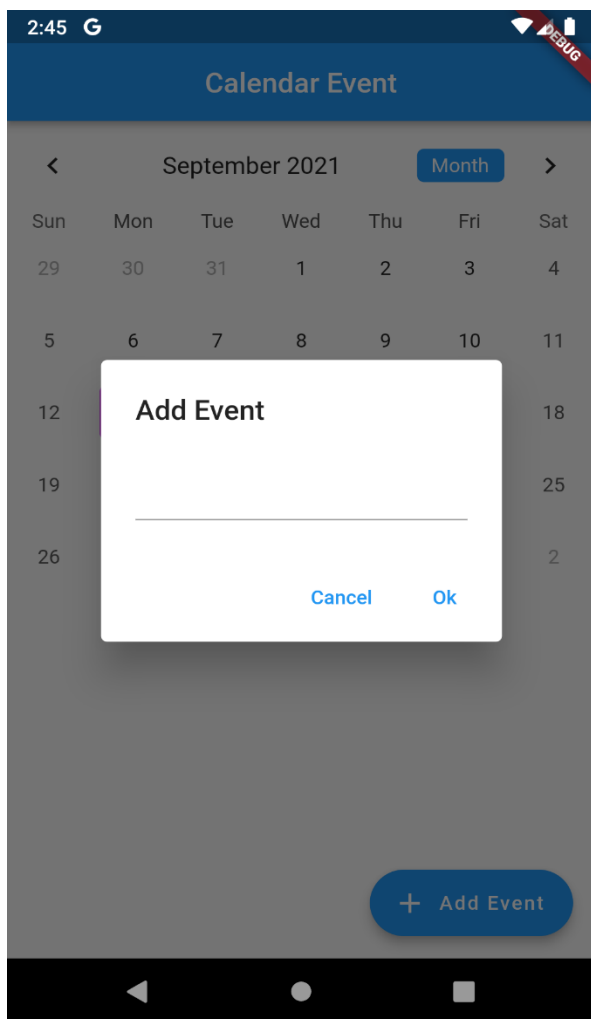 2:45 G
DEBUG
Calendar Event
September 2021 Month
Sun Mon Tue Wed Thu Fri Sat
29 30 31 1 2 3 4
5 6 7 8 9 10 11
12 18
Add Event
19 25
26 2
Cancel Ok
+ Add Event